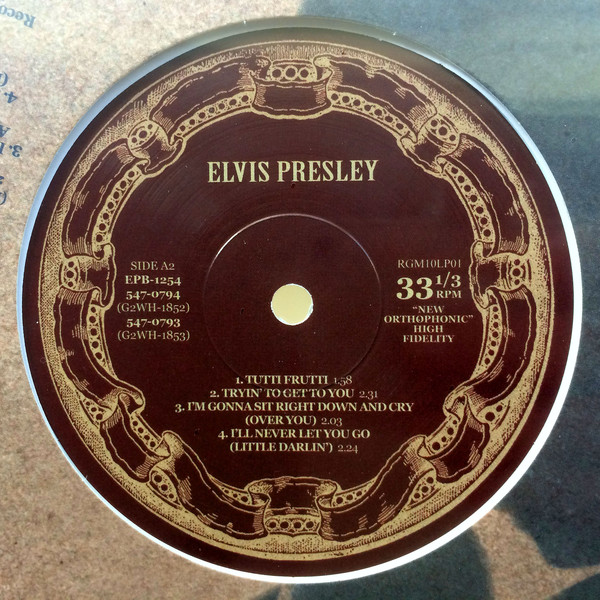 ELVIS PRESLEY
SIDE A2
EPB-1254
547-0794
(G2WH-1852)
547-0793
(G2WH-1853)
RGM10LP01
33 1/3 RPM
"NEW
ORTHOPHONIC"
HIGH
FIDELITY
1. TUTTI FRUTTI 1.58
2. TRYIN' TO GET TO YOU 2.31
3. I'M GONNA SIT RIGHT DOWN AND CRY
(OVER YOU) 2.03
4. I'LL NEVER LET YOU GO
(LITTLE DARLIN') 2.24